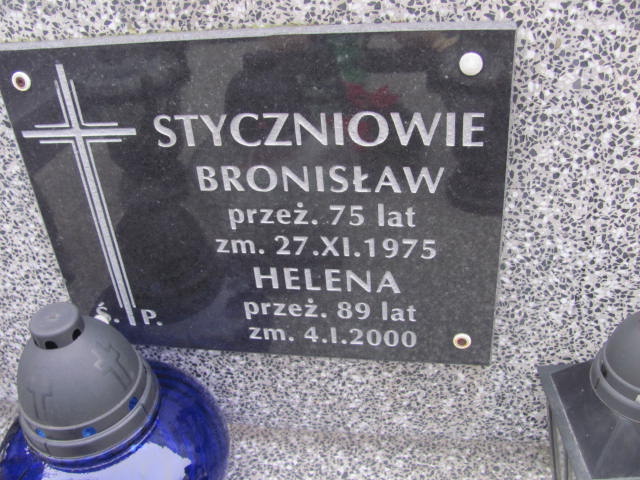 STYCZNIOWIE
BRONISŁAW
przeż. 75 lat
zm. 27.XI.1975
HELENA
przeż. 89 lat
zm. 4.I.2000
Ś. P.